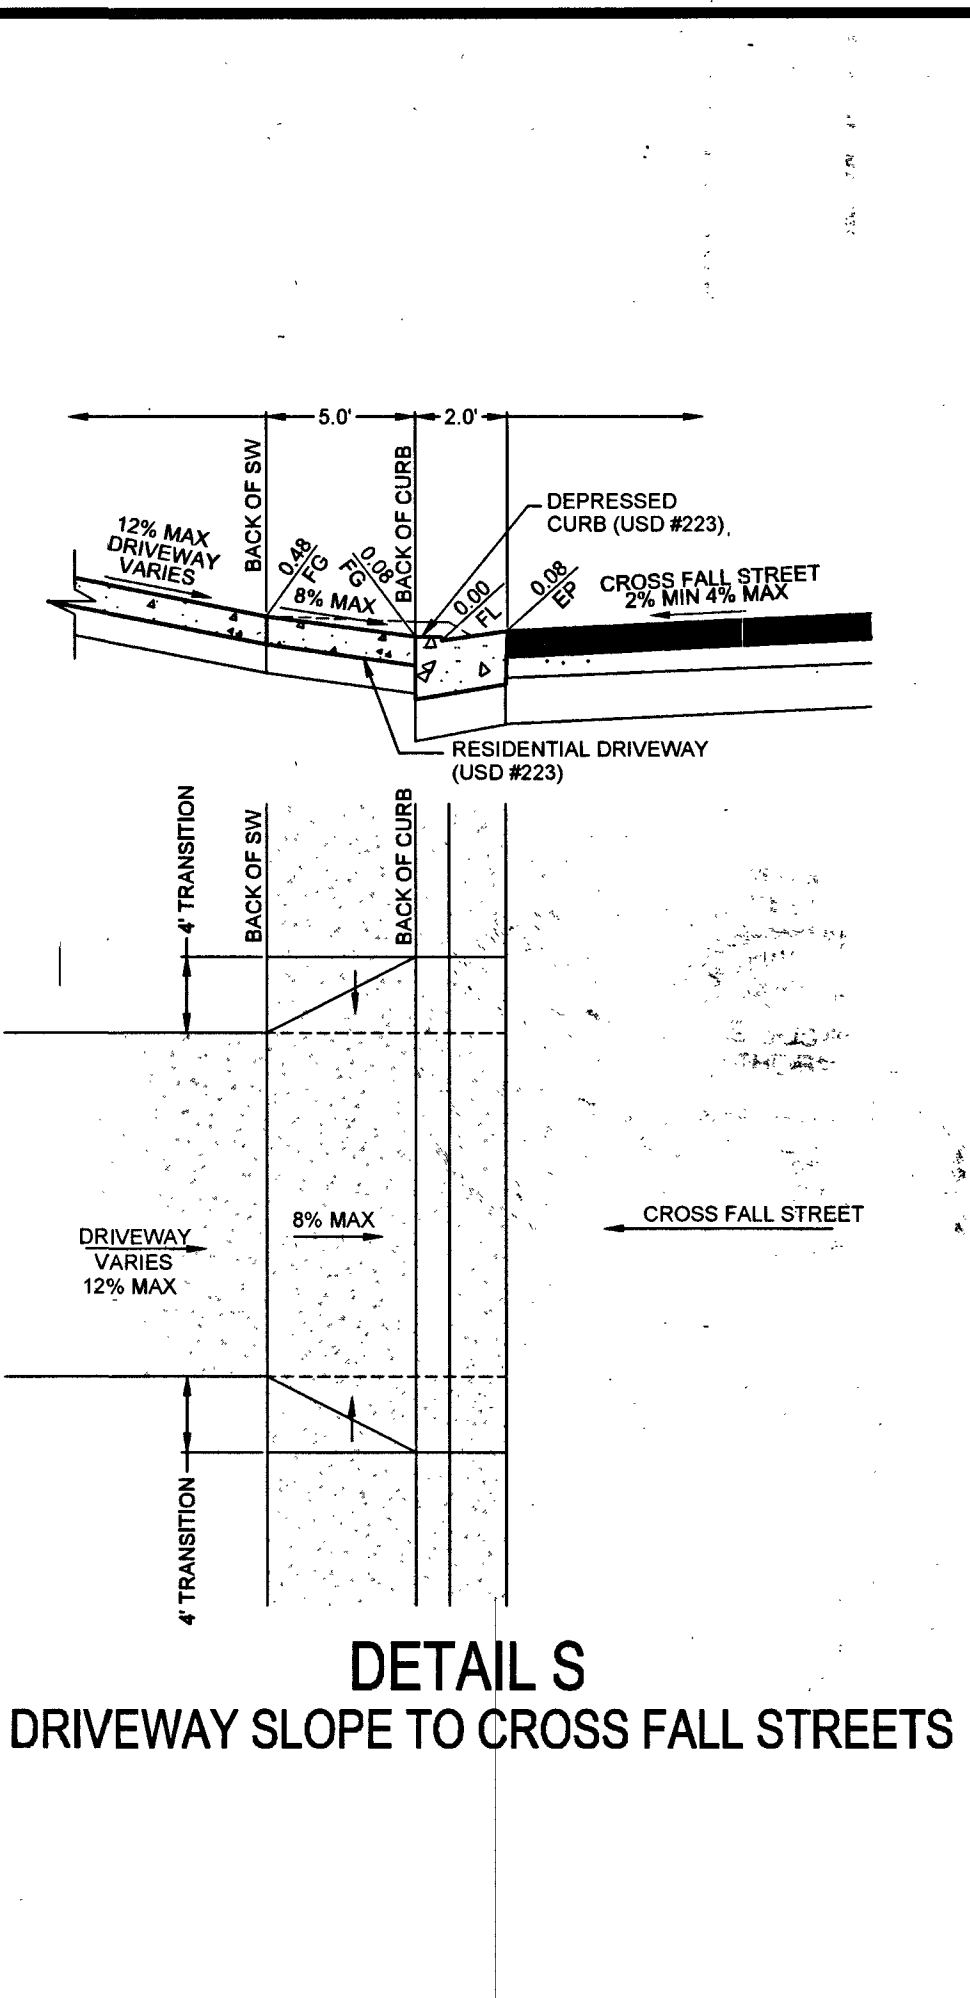 5.0'
2.0'
BACK OF SW
BACK OF CURB
DEPRESSED
CURB (USD #223)
12% MAX
DRIVEWAY
VARIES
0.48
FG
0.08
FG
8% MAX
0.00
FL
0.08
EP
CROSS FALL STREET
2% MIN 4% MAX
RESIDENTIAL DRIVEWAY
(USD #223)
4' TRANSITION
BACK OF SW
BACK OF CURB
8% MAX
CROSS FALL STREET
DRIVEWAY
VARIES
12% MAX
4' TRANSITION
DETAIL S
DRIVEWAY SLOPE TO CROSS FALL STREETS